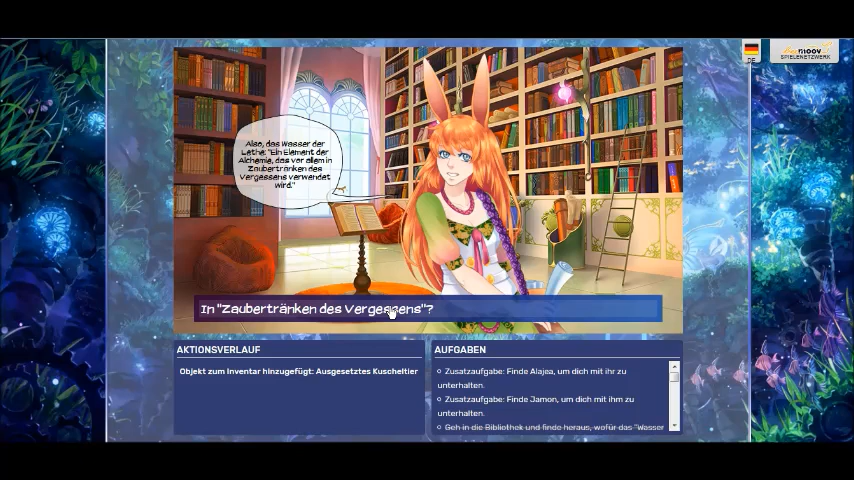 DE
Beemoov
SPIELENETZWERK
Also, das Wasser der
Lethe: "Ein Element der
Alchemie, das vor allem in
Zaubertränken des
Vergessens verwendet
wird."
In "Zaubertränken des Vergessens"?
AKTIONSVERLAUF
Objekt zum Inventar hinzugefügt: Ausgesetztes Kuscheltier
AUFGABEN
Zusatzaufgabe: Finde Alajea, um dich mit ihr zu
unterhalten.
Zusatzaufgabe: Finde Jamon, um dich mit ihm zu
unterhalten.
Geh in die Bibliothek und finde heraus, wofür das "Wasser